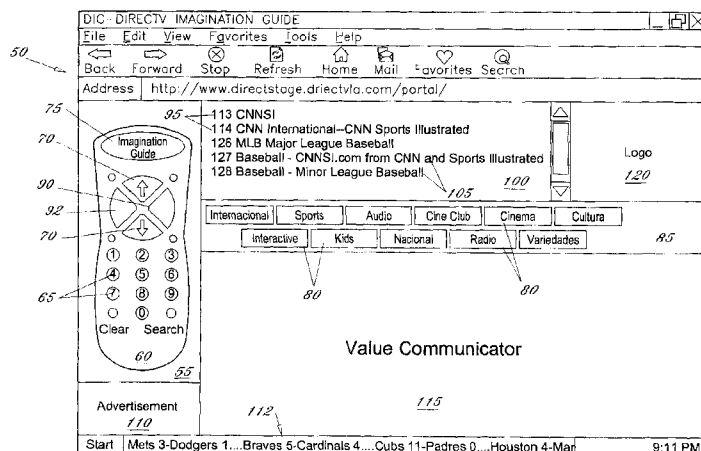 DIC - DIRECTV IMAGINATION GUIDE
File Edit View Favorites Tools Help
Back Forward Stop Refresh Home Mail Favorites Search
Address http://www.directstage.driectvla.com/portal/
50
75
70
90
92
70
65
95
Imagination
Guide
1 2 3
4 5 6
7 8 9
0
Clear Search
60
55
113 CNNSI
114 CNN International--CNN Sports Illustrated
126 MLB Major League Baseball
127 Baseball - CNNSI.com from CNN and Sports Illustrated
128 Baseball - Minor League Baseball
105
100
Logo
120
Internacional Sports Audio Cine Club Cinema Cultura
Interactive Kids Nacional Radio Variedades
85
80
80
Value Communicator
115
Advertisement
110
112
Start Mets 3-Dodgers 1....Braves 5-Cardinals 4....Cubs 11-Padres 0....Houston 4-Mar 9:11 PM